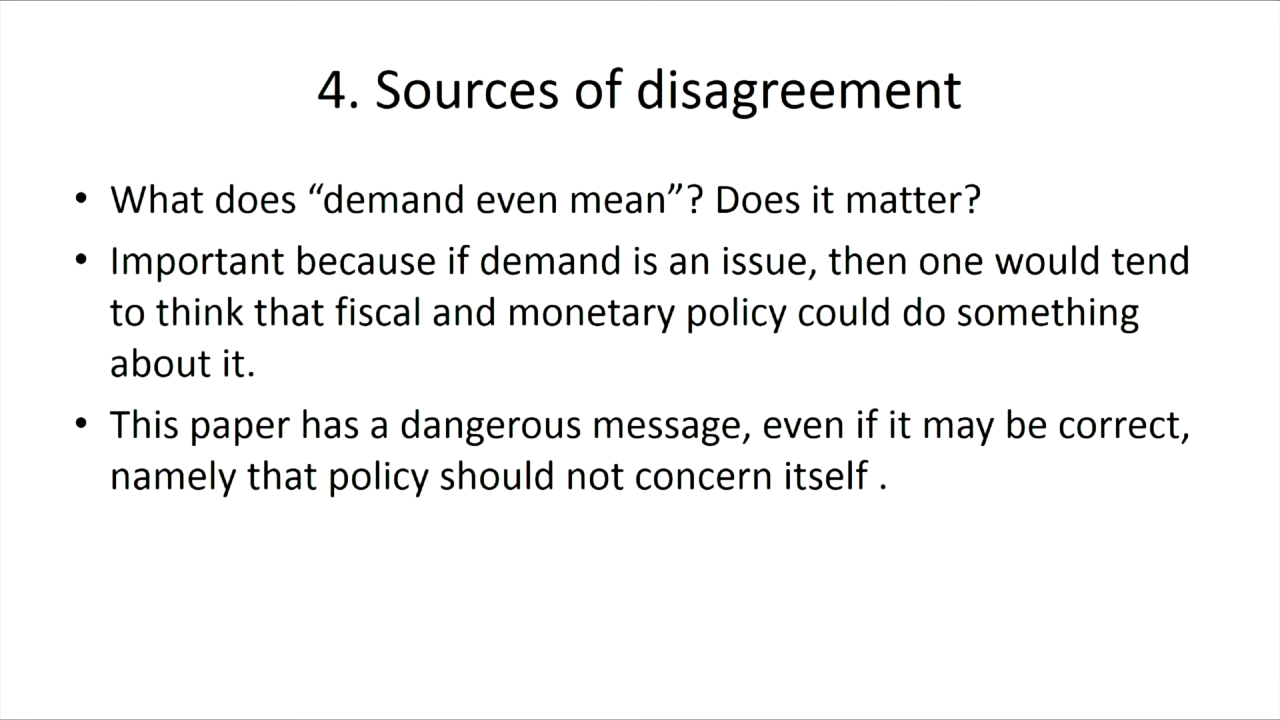 4. Sources of disagreement
• What does “demand even mean”? Does it matter?
• Important because if demand is an issue, then one would tend
to think that fiscal and monetary policy could do something
about it.
• This paper has a dangerous message, even if it may be correct,
namely that policy should not concern itself .